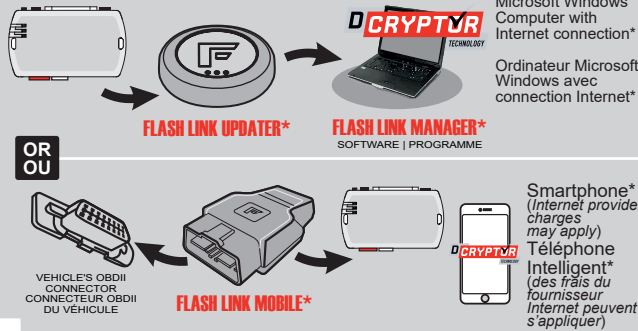 Microsoft Windows
Computer with
Internet connection*
Ordinateur Microsoft
Windows avec
connection Internet*
DCRYPTOR
TECHNOLOGY
FLASH LINK UPDATER*
FLASH LINK MANAGER*
SOFTWARE | PROGRAMME
OR
OU
VEHICLE'S OBDII
CONNECTOR
CONNECTEUR OBDII
DU VÉHICULE
FLASH LINK MOBILE*
DCRYPTOR
TECHNOLOGY
Smartphone*
(Internet provide
charges
may apply)
Téléphone
Intelligent*
(des frais du
fournisseur
Internet peuvent
s'appliquer)